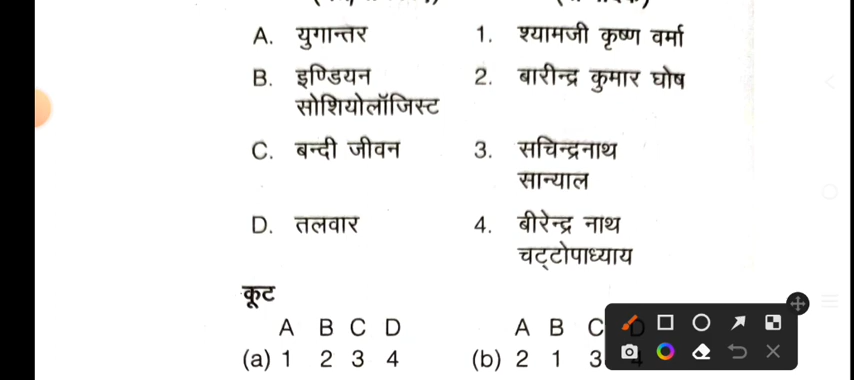 A. युगान्तर 1. श्यामजी कृष्ण वर्मा
B. इण्डियन 2. बारीन्द्र कुमार घोष
सोशियोलॉजिस्ट
C. बन्दी जीवन 3. सचिन्द्रनाथ
सान्याल
D. तलवार 4. बीरेन्द्र नाथ
चट्टोपाध्याय
कूट
A B C D A B C D
(a) 1 2 3 4 (b) 2 1 3 4